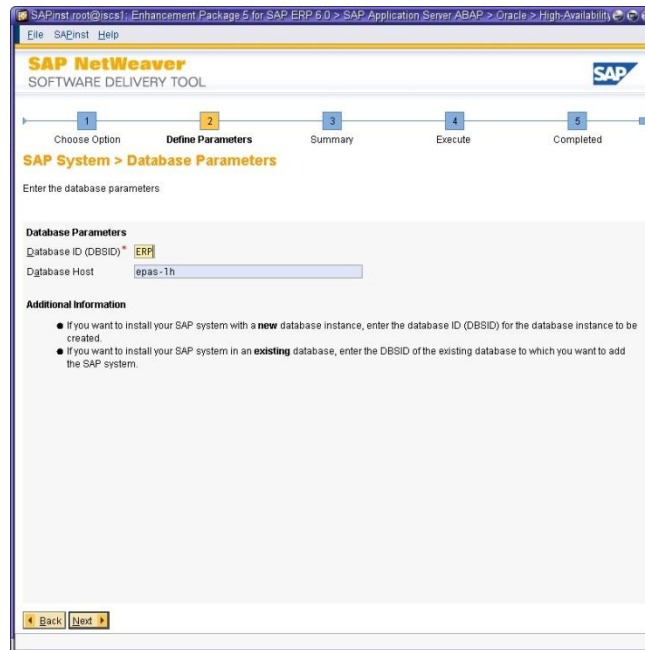 SAPinst root@iscs1: Enhancement Package 5 for SAP ERP 6.0 > SAP Application Server ABAP > Oracle > High-Availability
File SAPinst Help
SAP NetWeaver
SOFTWARE DELIVERY TOOL
SAP
1 2 3 4 5
Choose Option Define Parameters Summary Execute Completed
SAP System > Database Parameters
Enter the database parameters
Database Parameters
Database ID (DBSID)* ERP
Database Host epas-1h
Additional Information
● If you want to install your SAP system with a new database instance, enter the database ID (DBSID) for the database instance to be
created.
● If you want to install your SAP system in an existing database, enter the DBSID of the existing database to which you want to add
the SAP system.
Back Next